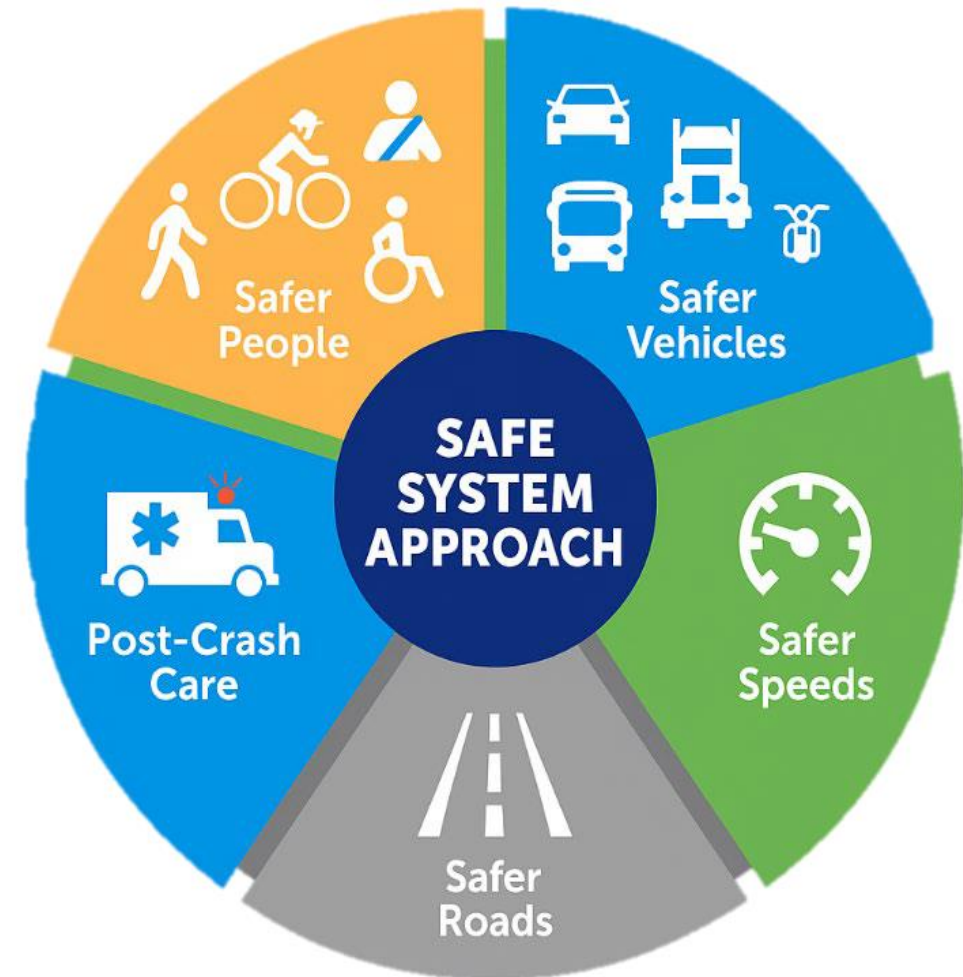 Safer
People
Safer
Vehicles
SAFE
SYSTEM
APPROACH
Post-Crash
Care
Safer
Speeds
Safer
Roads